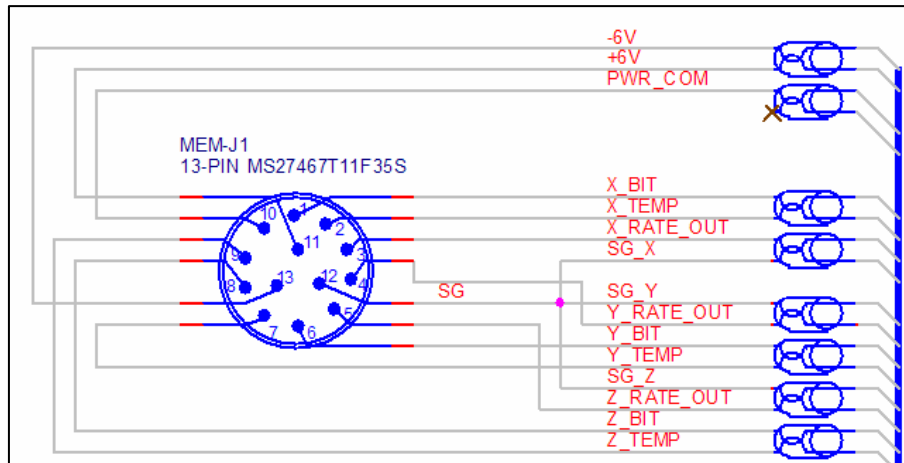 -6V
+6V
PWR_COM
MEM-J1
13-PIN MS27467T11F35S
X_BIT
X_TEMP
X_RATE_OUT
SG_X
SG
SG_Y
Y_RATE_OUT
Y_BIT
Y_TEMP
SG_Z
Z_RATE_OUT
Z_BIT
Z_TEMP
10
1
2
11
3
9
13
12
4
8
5
7
6